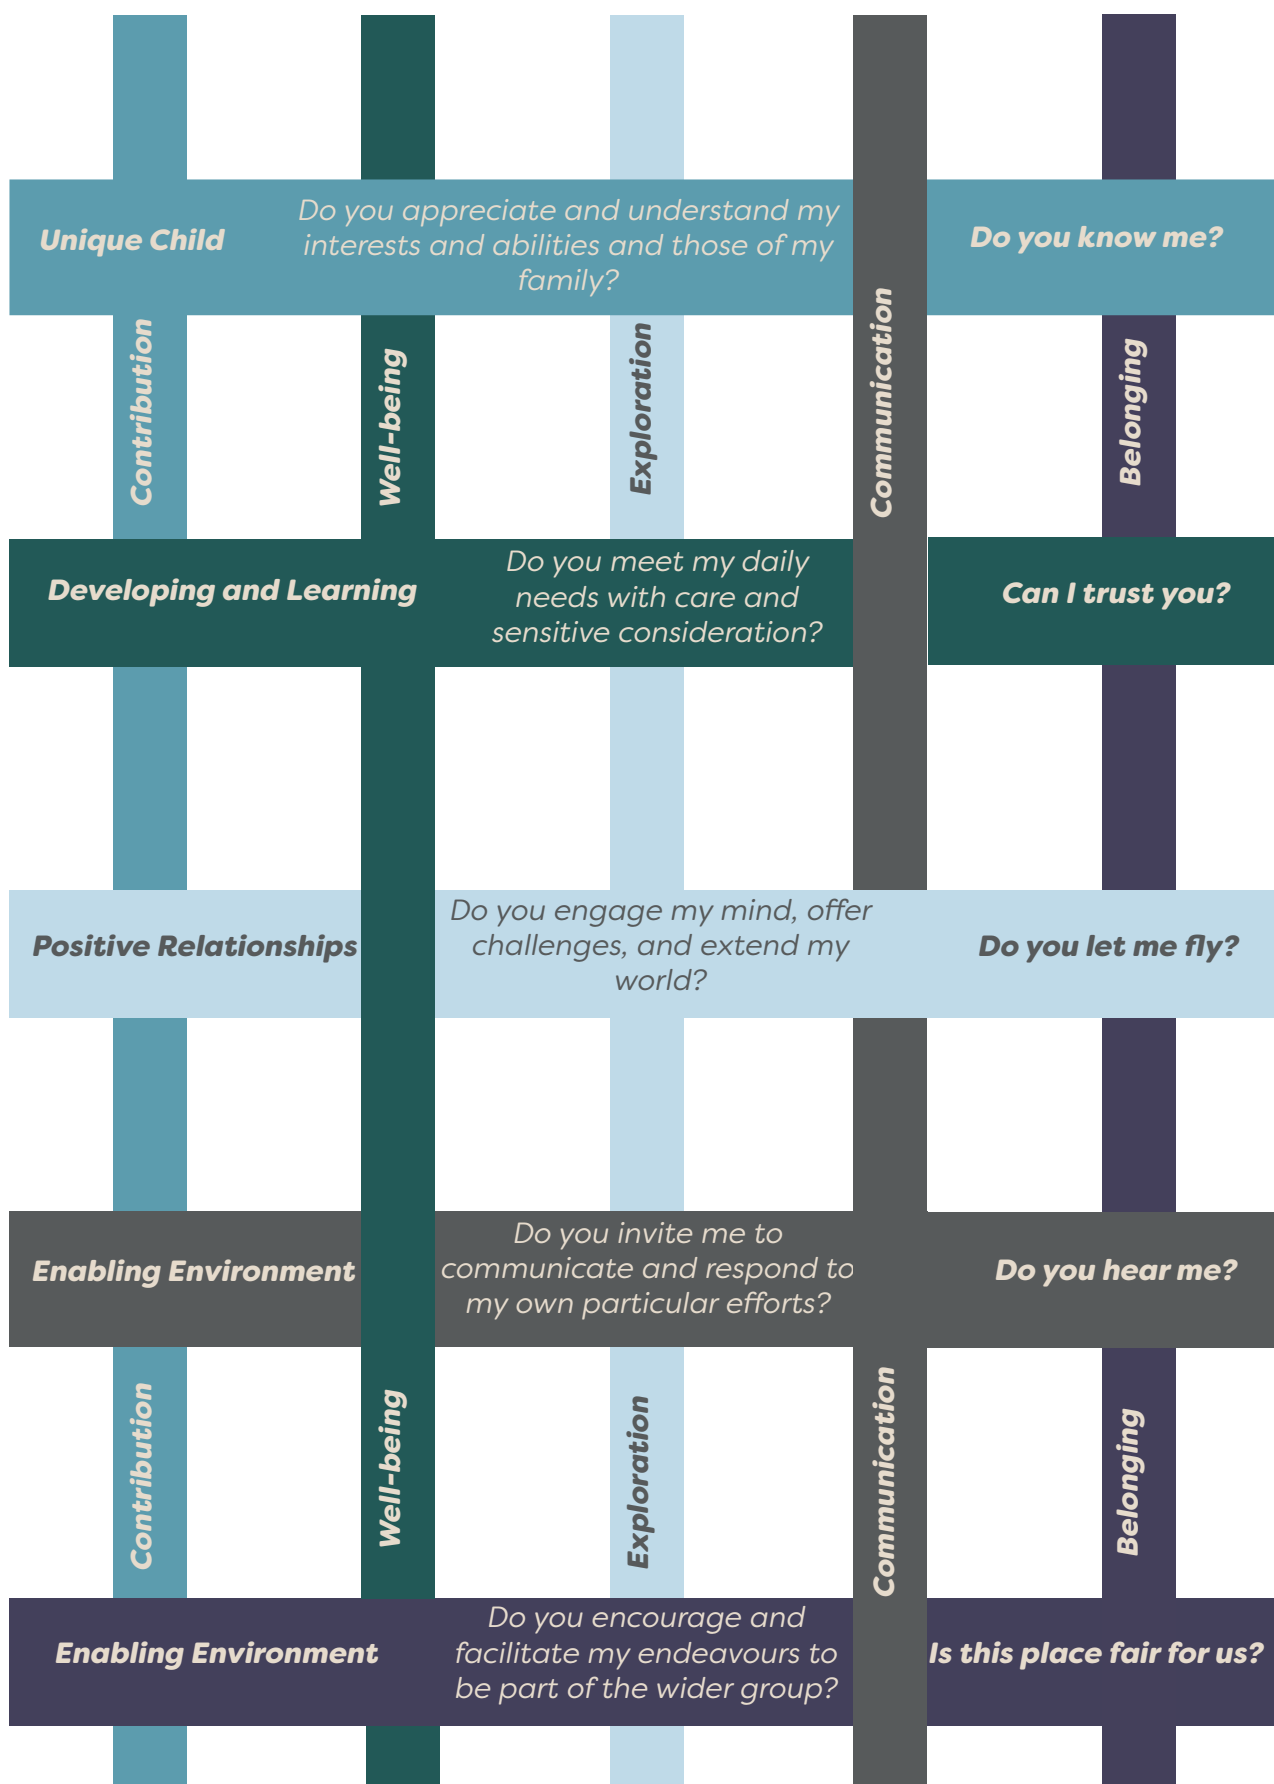 Unique Child
Do you appreciate and understand my
interests and abilities and those of my
family?
Do you know me?
Contribution
Well-being
Exploration
Communication
Belonging
Developing and Learning
Do you meet my daily
needs with care and
sensitive consideration?
Can I trust you?
Positive Relationships
Do you engage my mind, offer
challenges, and extend my
world?
Do you let me fly?
Enabling Environment
Do you invite me to
communicate and respond to
my own particular efforts?
Do you hear me?
Contribution
Well-being
Exploration
Communication
Belonging
Enabling Environment
Do you encourage and
facilitate my endeavours to
be part of the wider group?
Is this place fair for us?